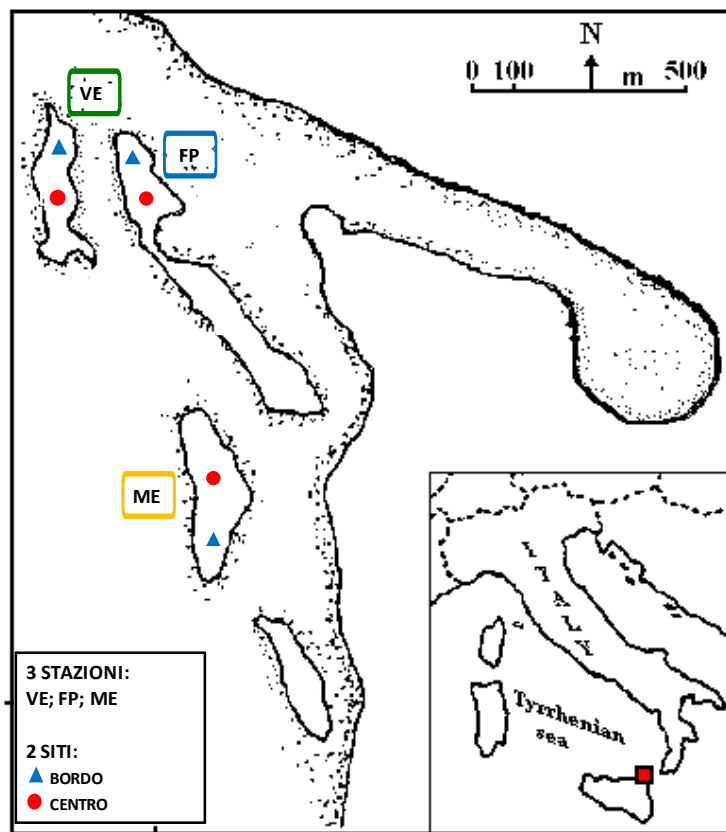 VE
N
0 100 m 500
FP
ME
ITALY
Tyrrhenian
sea
3 STAZIONI:
VE; FP; ME
2 SITI:
BORDO
CENTRO